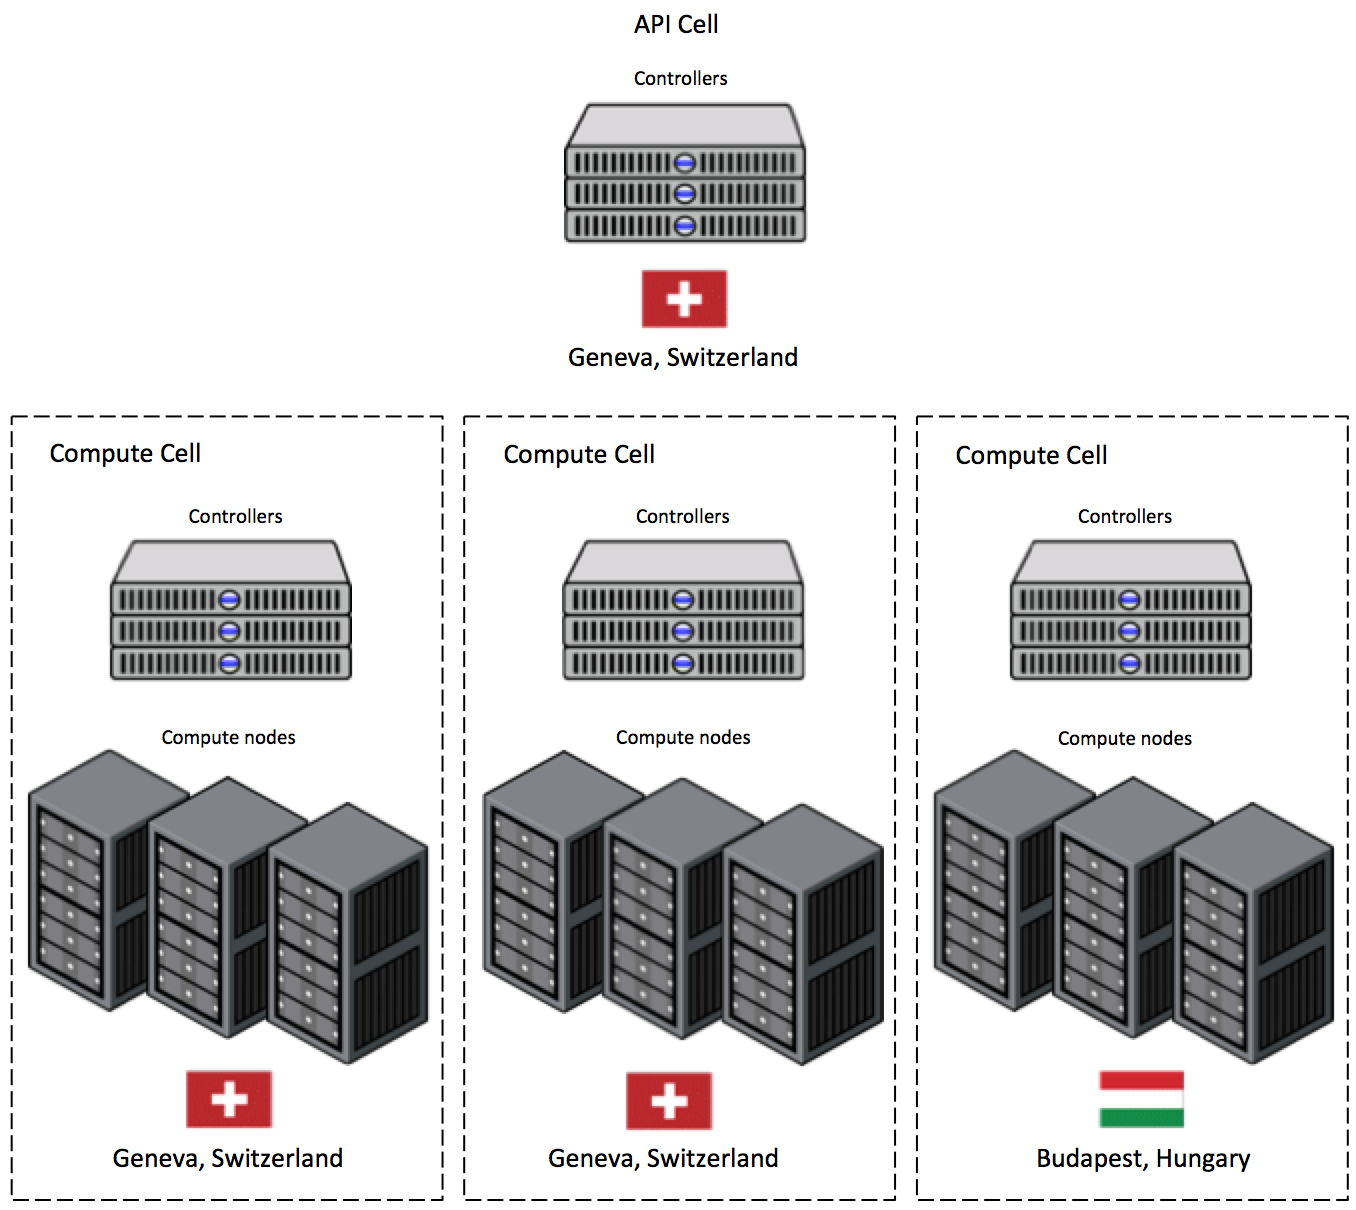 API Cell
Controllers
Geneva, Switzerland
Compute Cell
Controllers
Compute nodes
Geneva, Switzerland
Compute Cell
Controllers
Compute nodes
Geneva, Switzerland
Compute Cell
Controllers
Compute nodes
Budapest, Hungary